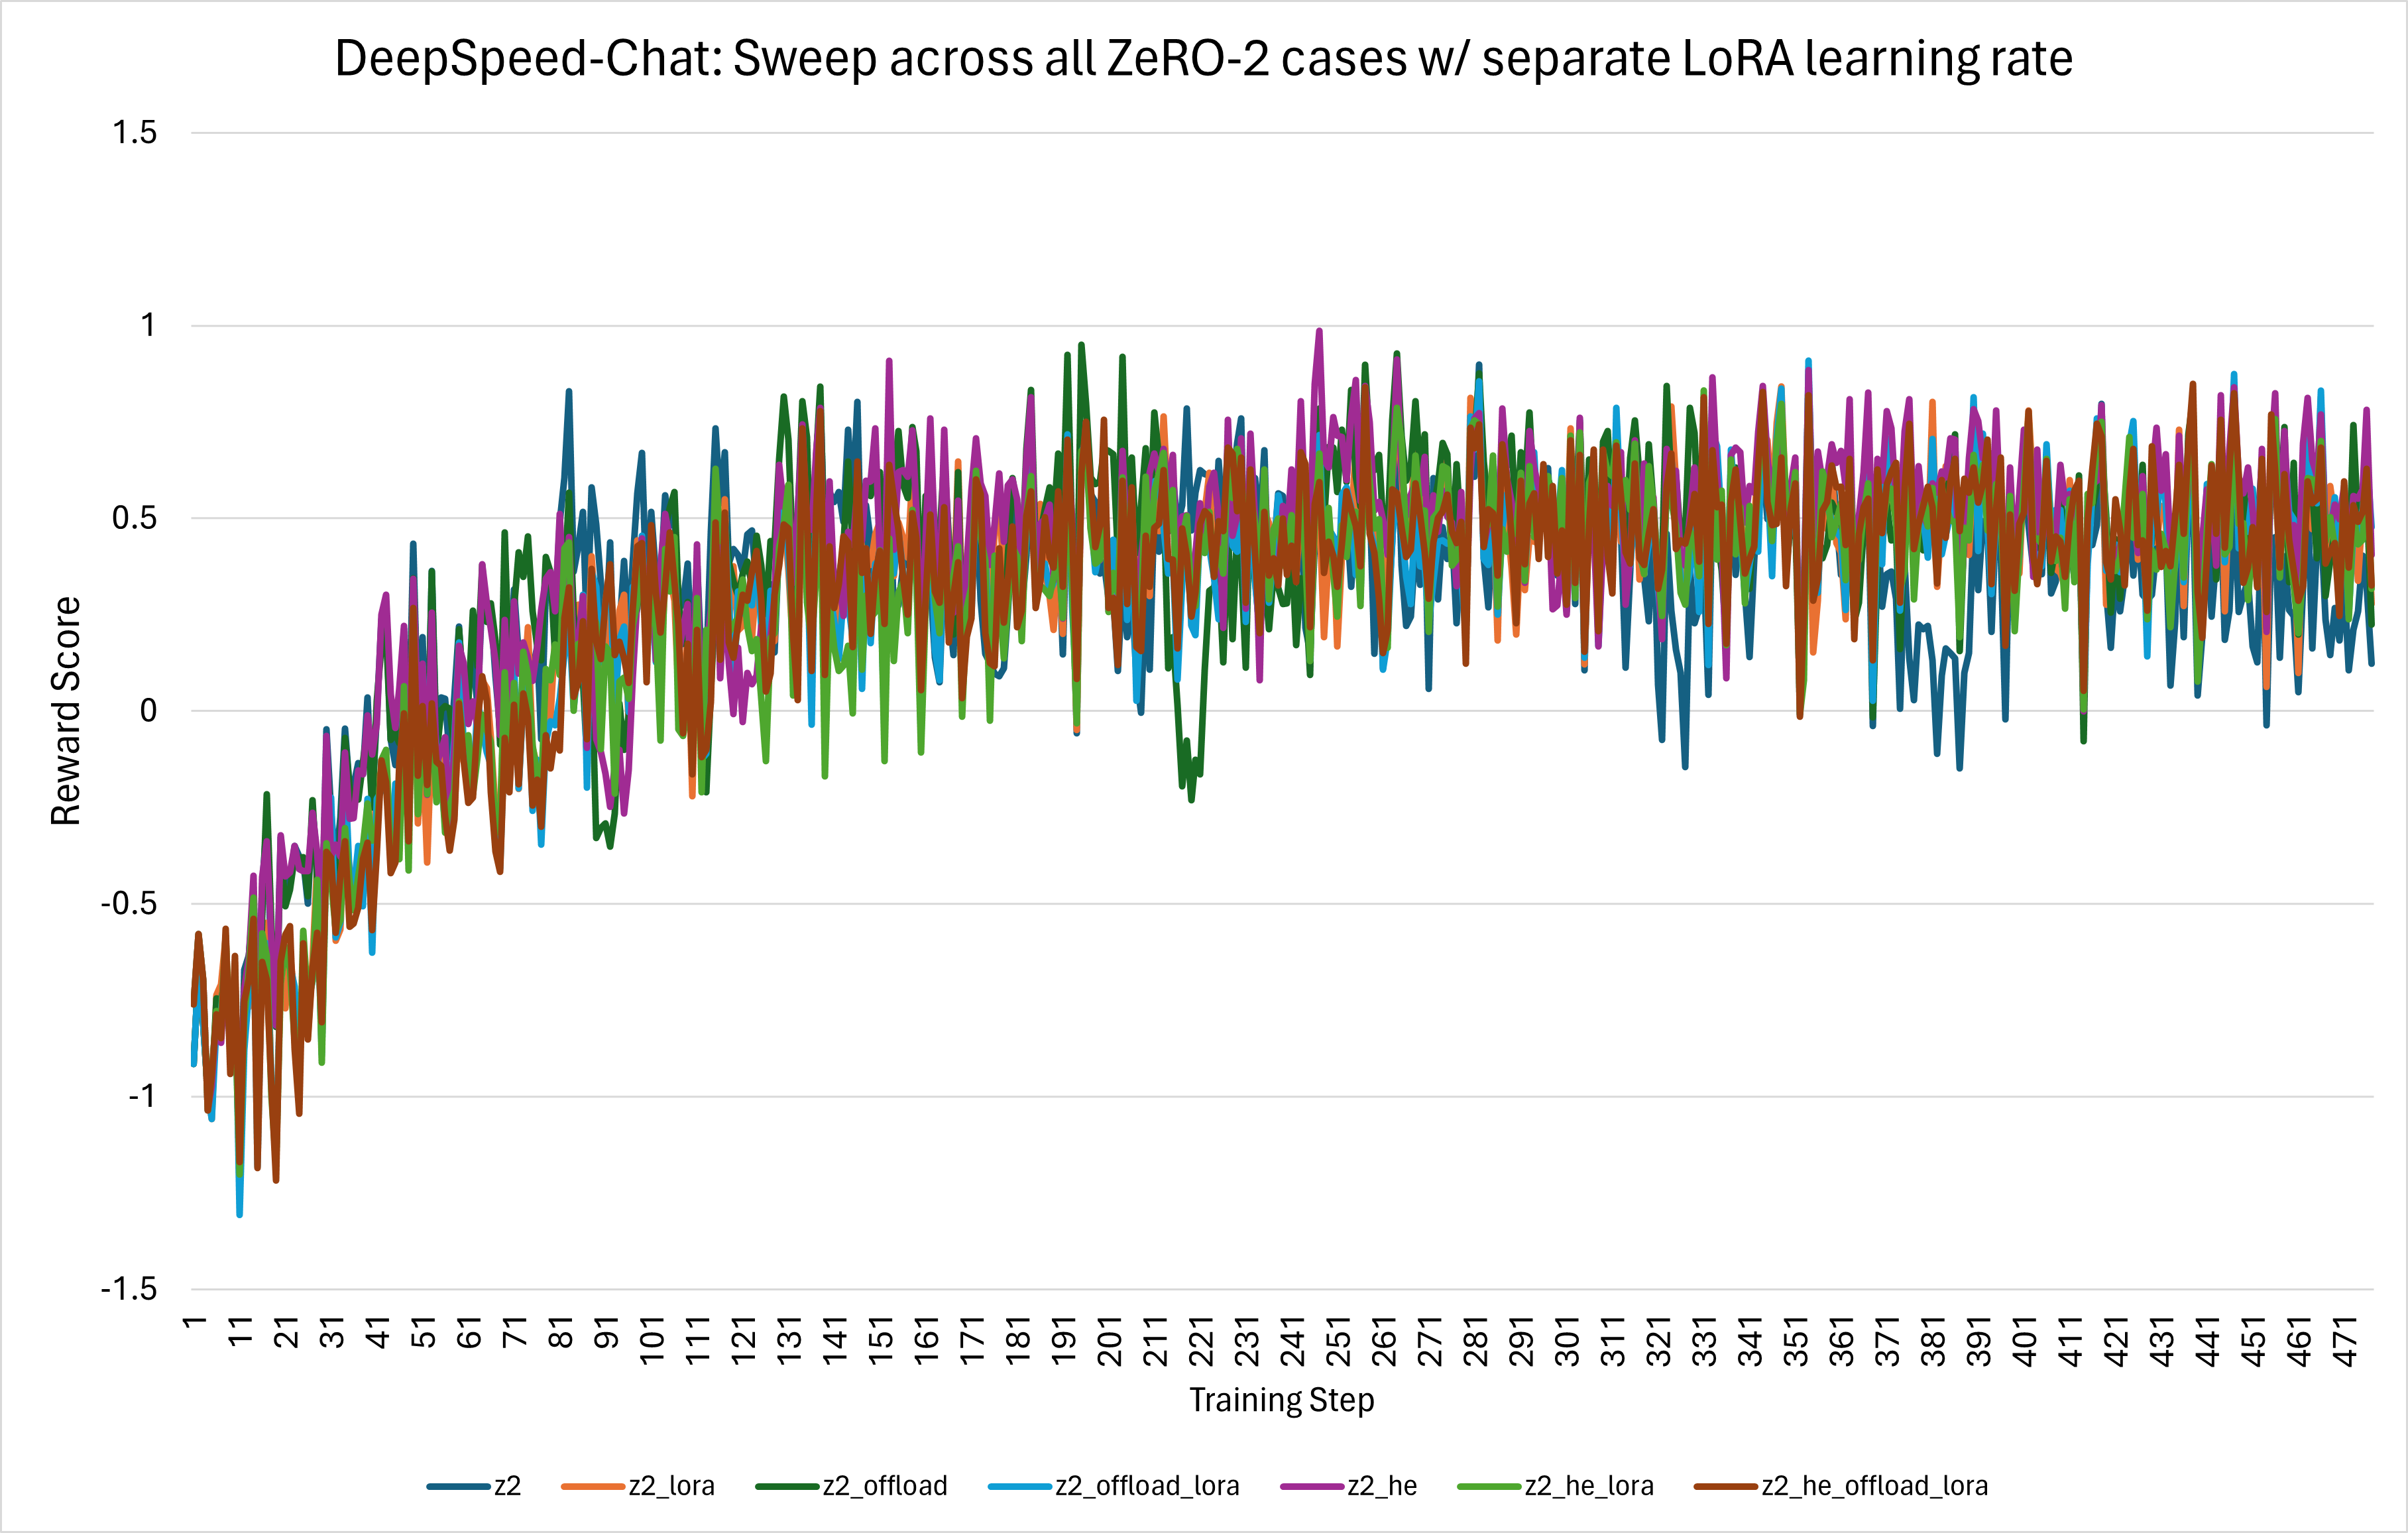 DeepSpeed-Chat: Sweep across all ZeRO-2 cases w/ separate LoRA learning rate
1.5
1
0.5
0
-0.5
-1
-1.5
Reward Score
1 11 21 31 41 51 61 71 81 91 101 111 121 131 141 151 161 171 181 191 201 211 221 231 241 251 261 271 281 291 301 311 321 331 341 351 361 371 381 391 401 411 421 431 441 451 461 471
Training Step
z2 z2_lora z2_offload z2_offload_lora z2_he z2_he_lora z2_he_offload_lora